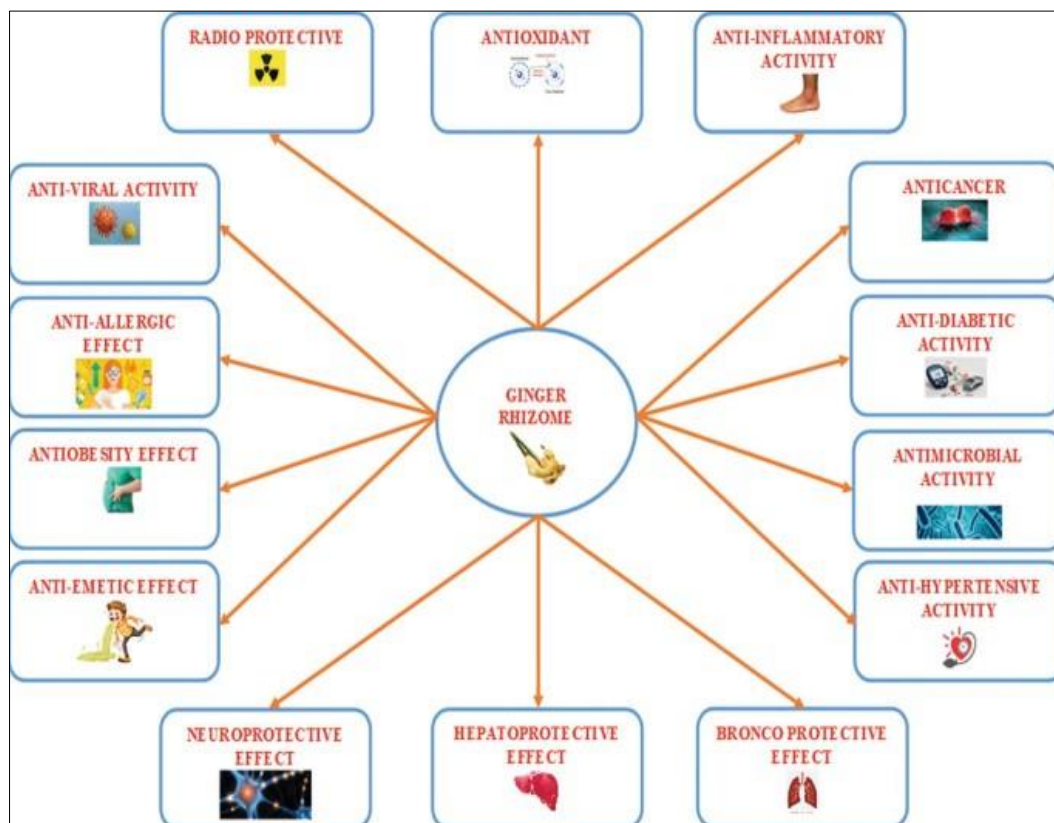 RADIO PROTECTIVE
ANTIOXIDANT
ANTI-INFLAMMATORY
ACTIVITY
ANTI-VIRAL ACTIVITY
ANTICANCER
ANTI-ALLERGIC
EFFECT
ANTI-DIABETIC
ACTIVITY
GINGER
RHIZOME
ANTIOBESITY EFFECT
ANTIMICROBIAL
ACTIVITY
ANTI-EMETIC EFFECT
ANTI-HYPERTENSIVE
ACTIVITY
NEUROPROTECTIVE
EFFECT
HEPATOPROTECTIVE
EFFECT
BRONCO PROTECTIVE
EFFECT